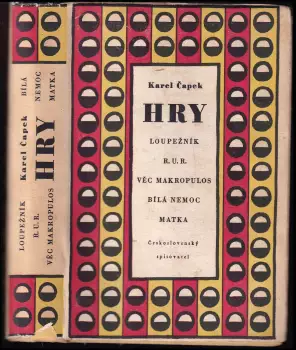 Karel Čapek
HRY
LOUPEŽNÍK
R.U.R.
VĚC MAKROPULOS
BÍLÁ NEMOC
MATKA
Československý
spisovatel
LOUPEŽNÍK
R.U.R.
VĚC MAKROPULOS
Karel Čapek
HRY
BÍLÁ
NEMOC
MATKA